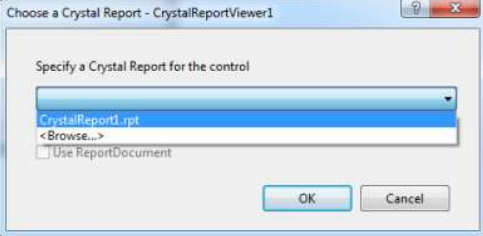 Choose a Crystal Report - CrystalReportViewer1
Specify a Crystal Report for the control
CrystalReport1.rpt
<Browse...>
Use ReportDocument
OK Cancel